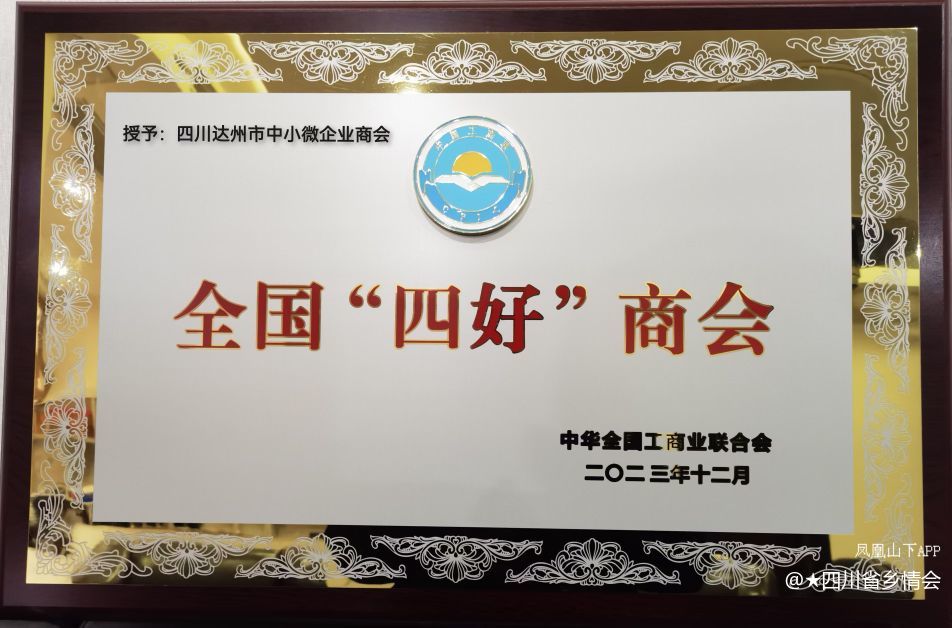 授予：四川达州市中小微企业商会
全国“四好”商会
中华全国工商业联合会
二〇二三年十二月
凤凰山下APP
@★四川省乡情会